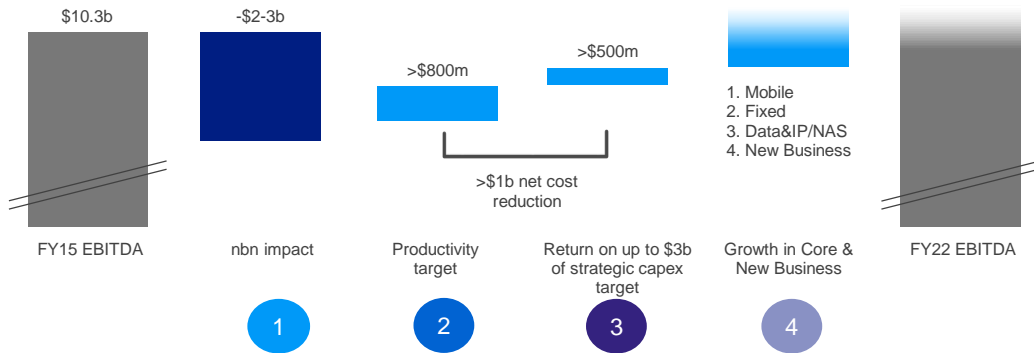 $10.3b
-$2-3b
>$800m
>$500m
1. Mobile
2. Fixed
3. Data&IP/NAS
4. New Business
>$1b net cost
reduction
FY15 EBITDA
nbn impact
Productivity
target
Return on up to $3b
of strategic capex
target
Growth in Core &
New Business
FY22 EBITDA
1
2
3
4